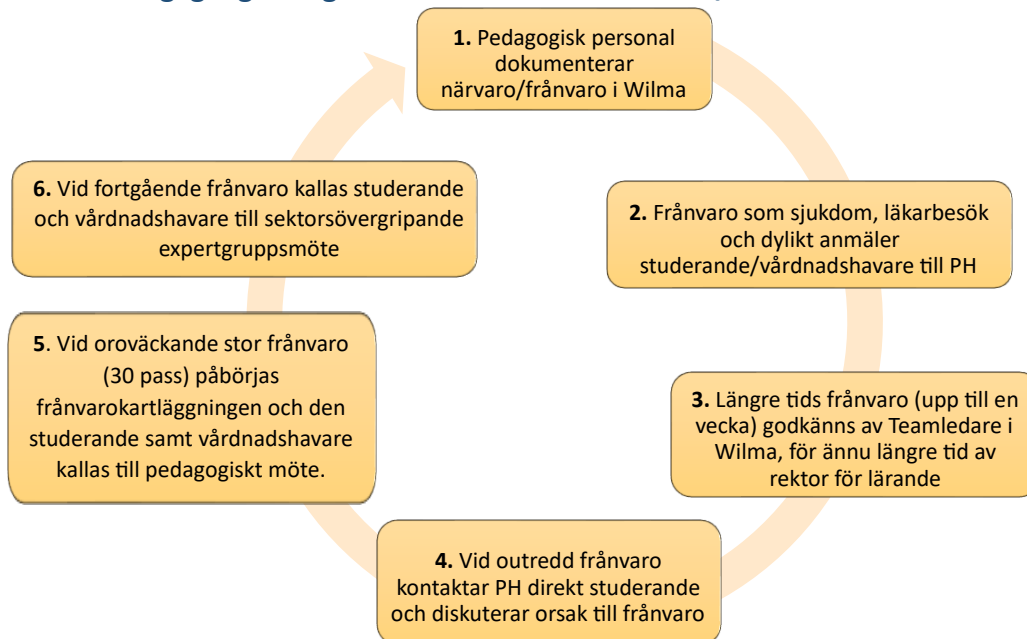 1. Pedagogisk personal
dokumenterar
närvaro/frånvaro i Wilma
2. Frånvaro som sjukdom, läkarbesök
och dylikt anmäler
studerande/vårdnadshavare till PH
3. Längre tids frånvaro (upp till en
vecka) godkänns av Teamledare i
Wilma, för ännu längre tid av
rektor för lärande
4. Vid outredd frånvaro
kontaktar PH direkt studerande
och diskuterar orsak till frånvaro
5. Vid oroväckande stor frånvaro
(30 pass) påbörjas
frånvarokartläggningen och den
studerande samt vårdnadshavare
kallas till pedagogiskt möte.
6. Vid fortgående frånvaro kallas studerande
och vårdnadshavare till sektorsövergripande
expertgruppsmöte